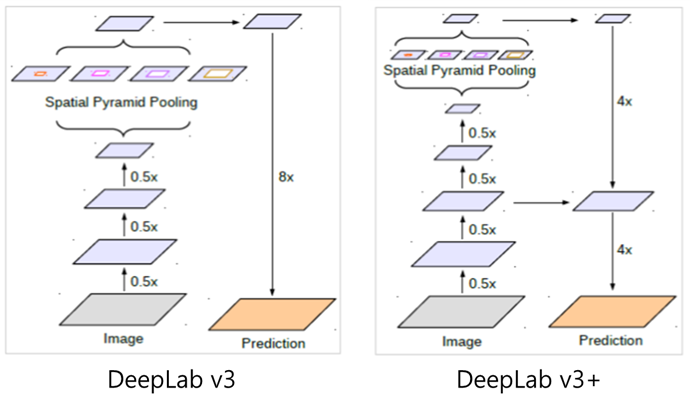 Spatial Pyramid Pooling
0.5x
0.5x
0.5x
8x
Image
Prediction
DeepLab v3
Spatial Pyramid Pooling
0.5x
0.5x
0.5x
0.5x
4x
4x
Image
Prediction
DeepLab v3+